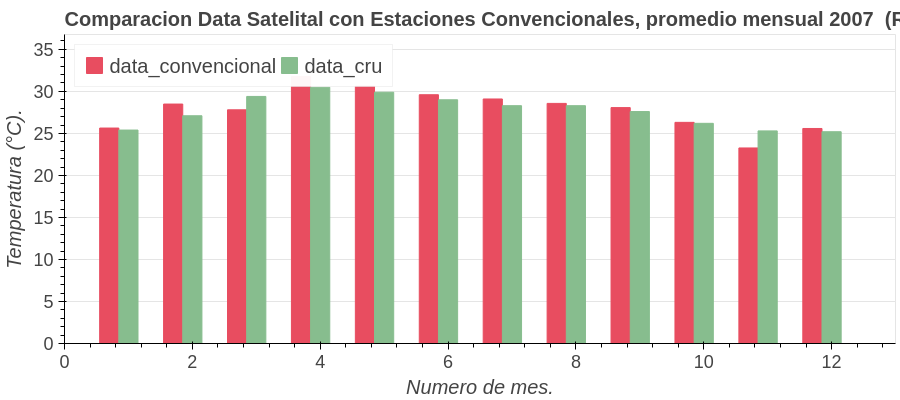 Comparacion Data Satelital con Estaciones Convencionales, promedio mensual 2007  (R
data_convencional data_cru
35
30
25
20
15
10
5
0
Temperatura (°C).
0 2 4 6 8 10 12
Numero de mes.